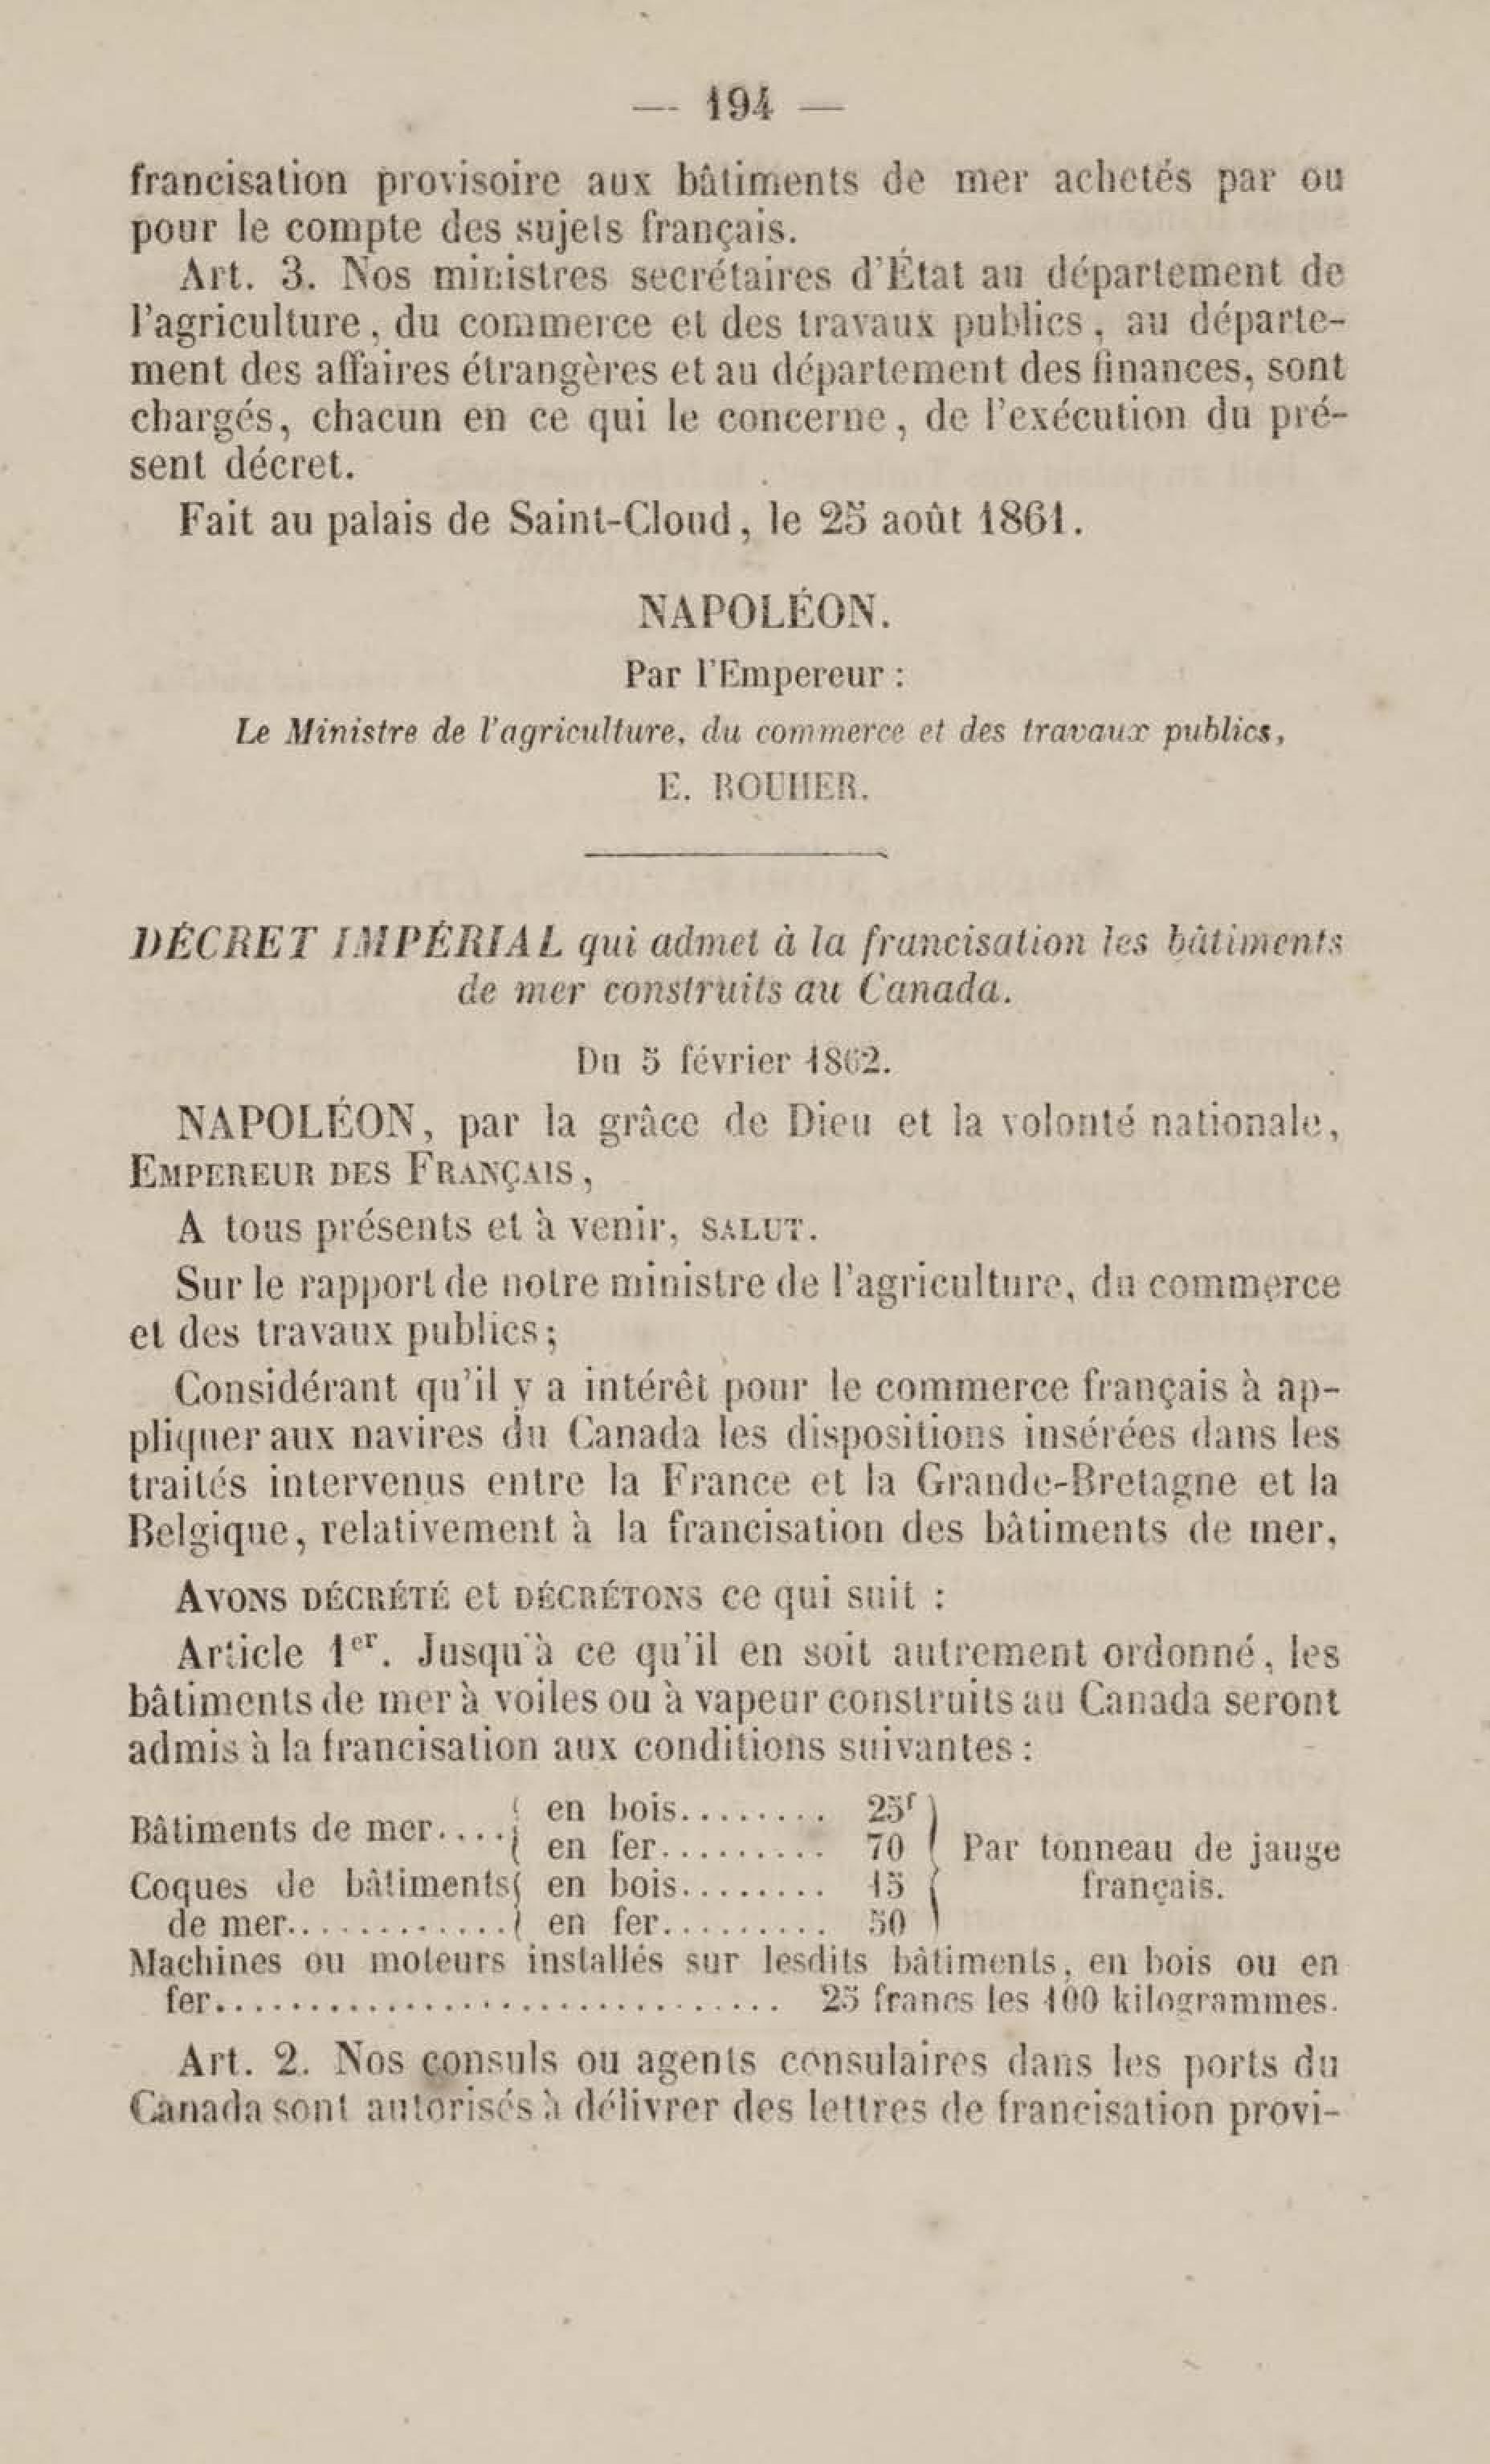 — 194 —
francisation provisoire aux bâtiments de mer achetés par ou
pour le compte des sujets français.
Art. 3. Nos ministres secrétaires d'État au département de
l'agriculture, du commerce et des travaux publics, au départe-
ment des affaires étrangères et au département des finances, sont
chargés, chacun en ce qui le concerne, de l'exécution du pré-
sent décret.
Fait au palais de Saint-Cloud, le 25 août 1861.
NAPOLÉON.
Par l'Empereur :
Le Ministre de l'agriculture, du commerce et des travaux publics,
E. ROUHER.
DÉCRET IMPÉRIAL qui admet à la francisation les bâtiments
de mer construits au Canada.
Du 5 février 1862.
NAPOLÉON, par la grâce de Dieu et la volonté nationale,
EMPEREUR DES FRANÇAIS,
A tous présents et à venir, SALUT.
Sur le rapport de notre ministre de l'agriculture, du commerce
et des travaux publics;
Considérant qu'il y a intérêt pour le commerce français à ap-
pliquer aux navires du Canada les dispositions insérées dans les
traités intervenus entre la France et la Grande-Bretagne et la
Belgique, relativement à la francisation des bâtiments de mer,
AVONS DÉCRÉTÉ et DÉCRÉTONS ce qui suit :
Article 1er. Jusqu'à ce qu'il en soit autrement ordonné, les
bâtiments de mer à voiles ou à vapeur construits au Canada seront
admis à la francisation aux conditions suivantes :
Bâtiments de mer.... { en bois........ 25f
en fer......... 70 } Par tonneau de jauge
Coques de bâtiments { en bois........ 15 français.
de mer............ en fer......... 50
Machines ou moteurs installés sur lesdits bâtiments, en bois ou en
fer............................. 25 francs les 100 kilogrammes.
Art. 2. Nos consuls ou agents consulaires dans les ports du
Canada sont autorisés à délivrer des lettres de francisation provi-